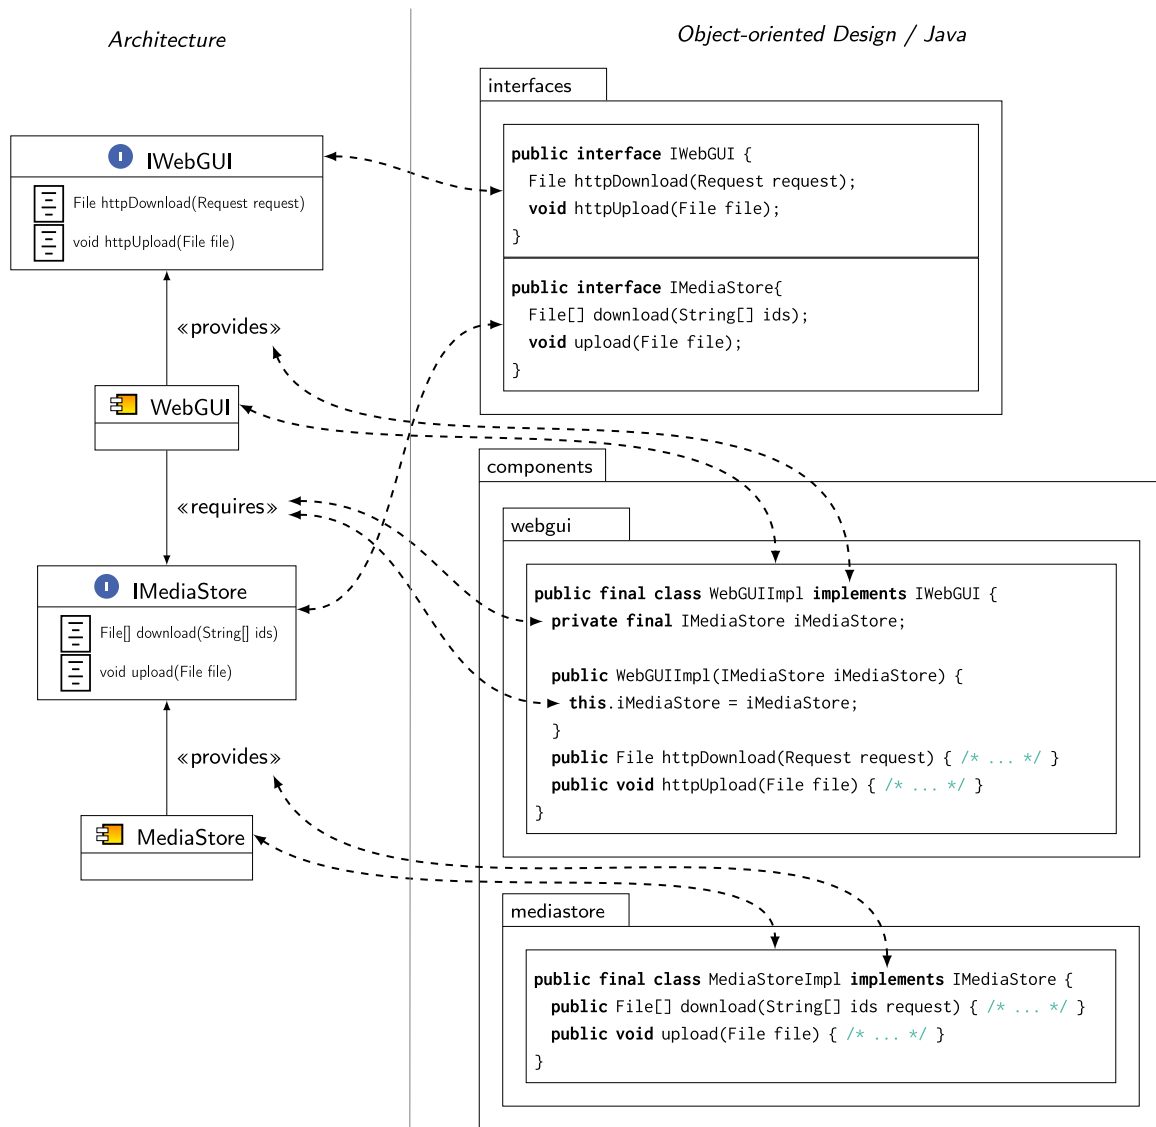 Architecture
IWebGUI
File httpDownload(Request request)
void httpUpload(File file)
«provides»
WebGUI
«requires»
IMediaStore
File[] download(String[] ids)
void upload(File file)
«provides»
MediaStore
Object-oriented Design / Java
interfaces
public interface IWebGUI {
File httpDownload(Request request);
void httpUpload(File file);
}
public interface IMediaStore{
File[] download(String[] ids);
void upload(File file);
}
components
webgui
public final class WebGUIImpl implements IWebGUI {
private final IMediaStore iMediaStore;
public WebGUIImpl(IMediaStore iMediaStore) {
this.iMediaStore = iMediaStore;
}
public File httpDownload(Request request) { /* ... */ }
public void httpUpload(File file) { /* ... */ }
}
mediastore
public final class MediaStoreImpl implements IMediaStore {
public File[] download(String[] ids request) { /* ... */ }
public void upload(File file) { /* ... */ }
}